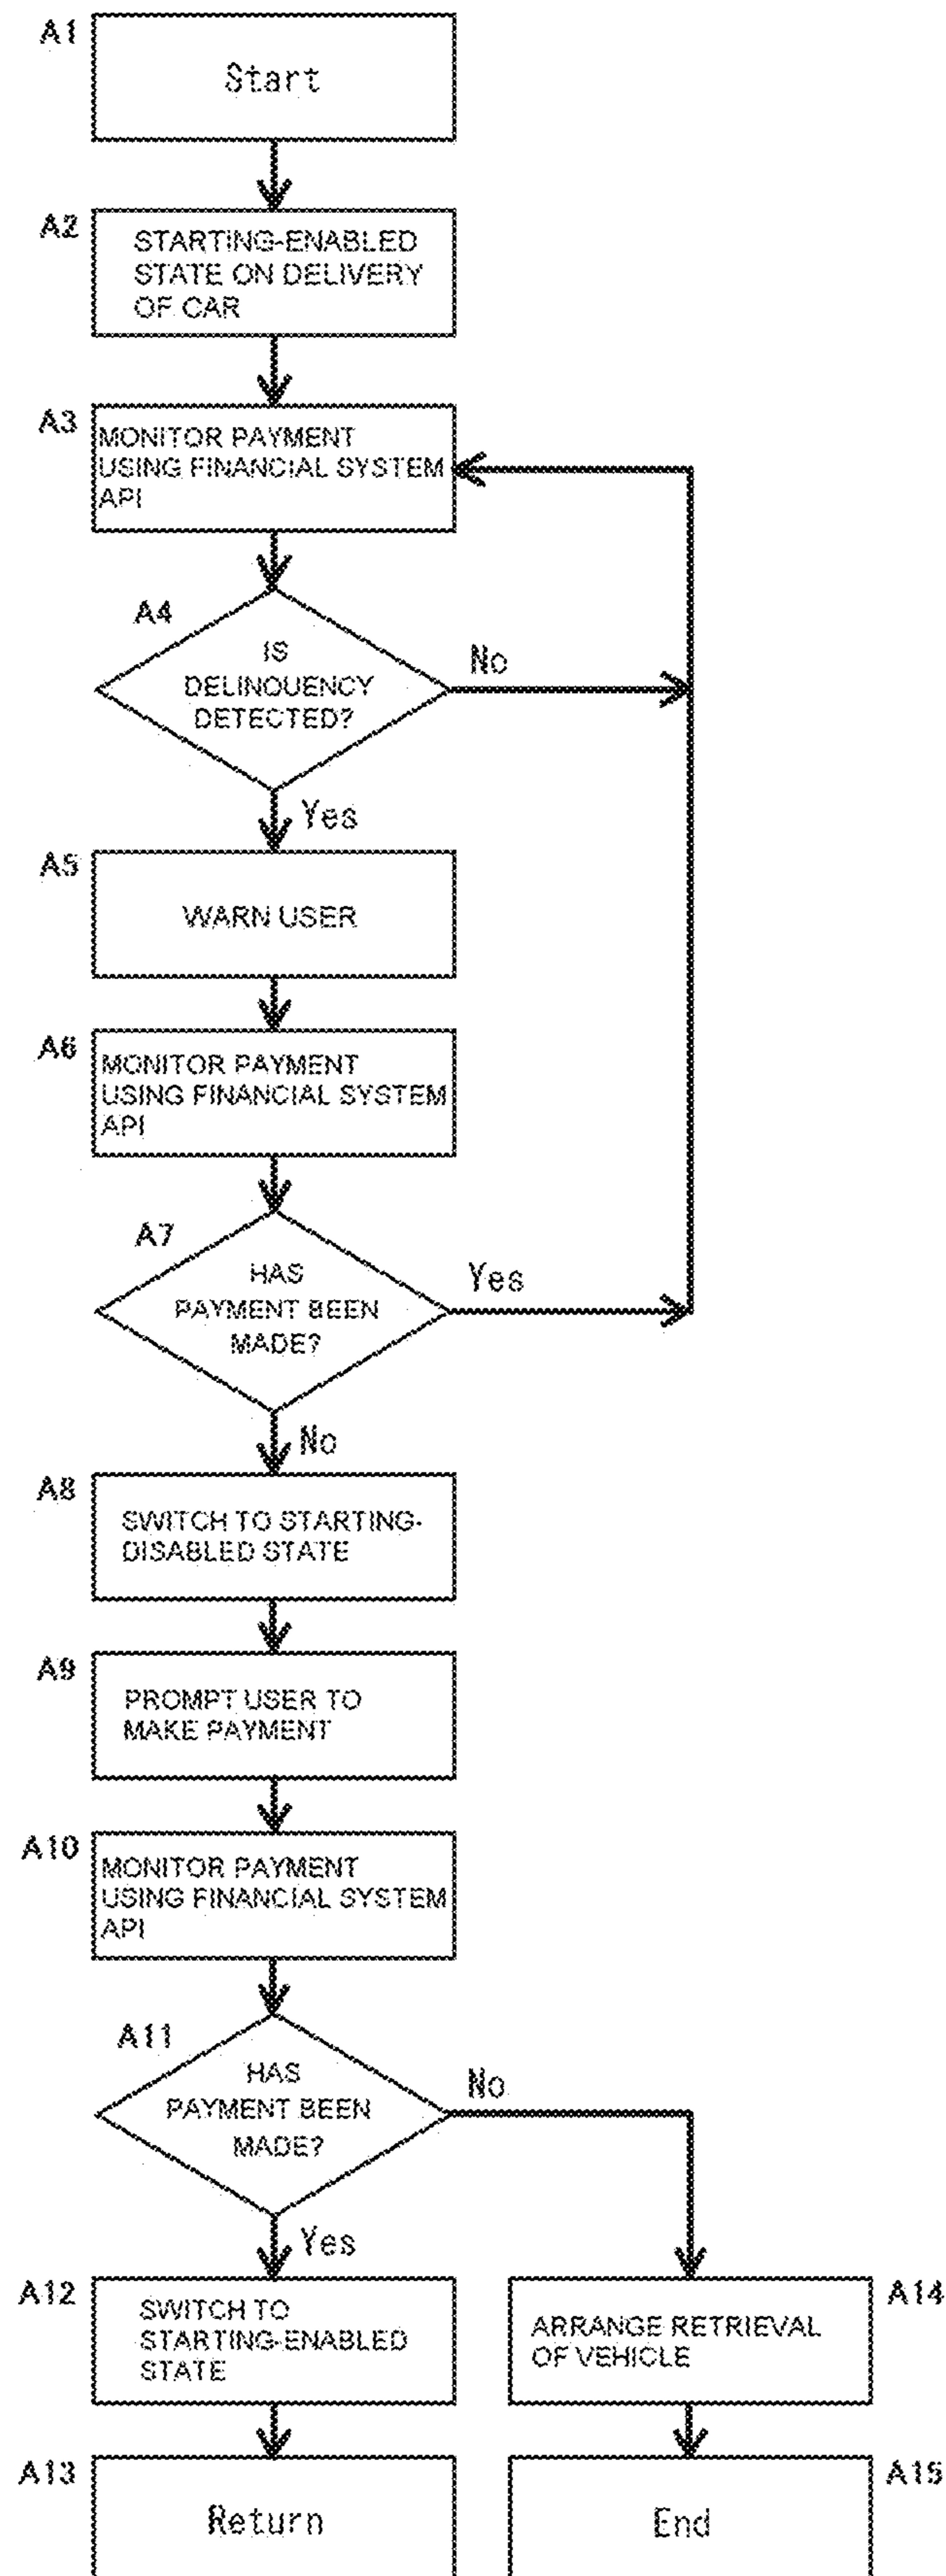 A1
Start
A2
STARTING-ENABLED
STATE ON DELIVERY
OF CAR
A3
MONITOR PAYMENT
USING FINANCIAL SYSTEM
API
A4
IS
DELINQUENCY
DETECTED?
No
Yes
A5
WARN USER
A6
MONITOR PAYMENT
USING FINANCIAL SYSTEM
API
A7
HAS
PAYMENT BEEN
MADE?
Yes
No
A8
SWITCH TO STARTING-
DISABLED STATE
A9
PROMPT USER TO
MAKE PAYMENT
A10
MONITOR PAYMENT
USING FINANCIAL SYSTEM
API
A11
HAS
PAYMENT BEEN
MADE?
No
Yes
A12
SWITCH TO
STARTING-ENABLED
STATE
A14
ARRANGE RETRIEVAL
OF VEHICLE
A13
Return
A15
End